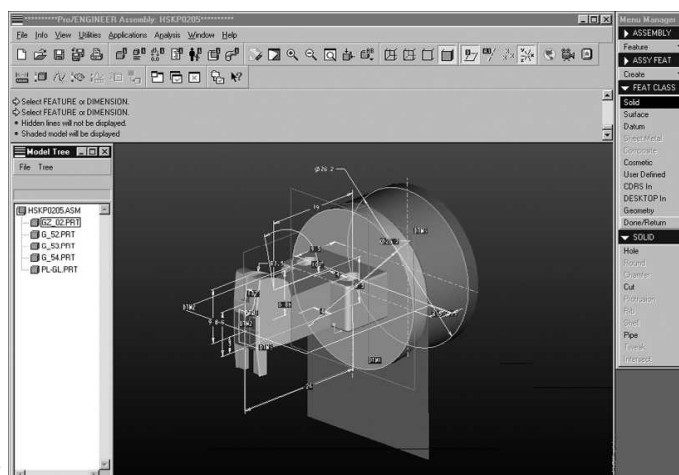 **********Pro/ENGINEER Assembly: HSKP0205**********
File Info View Utilities Applications Analysis Window Help
Select FEATURE or DIMENSION.
Select FEATURE or DIMENSION.
• Hidden lines will not be displayed.
• Shaded model will be displayed
Model Tree
File Tree
HSKP0205.ASM
GZ_02.PRT
G_52.PRT
G_53.PRT
G_54.PRT
PL-GL.PRT
Menu Manager
ASSEMBLY
Feature
ASSY FEAT
Create
FEAT CLASS
Solid
Surface
Datum
Sheet Metal
Composite
Cosmetic
User Defined
CDRS In
DESKTOP In
Geometry
Done/Return
SOLID
Hole
Round
Chamfer
Cut
Protrusion
Rib
Shell
Pipe
Tweak
Intersect